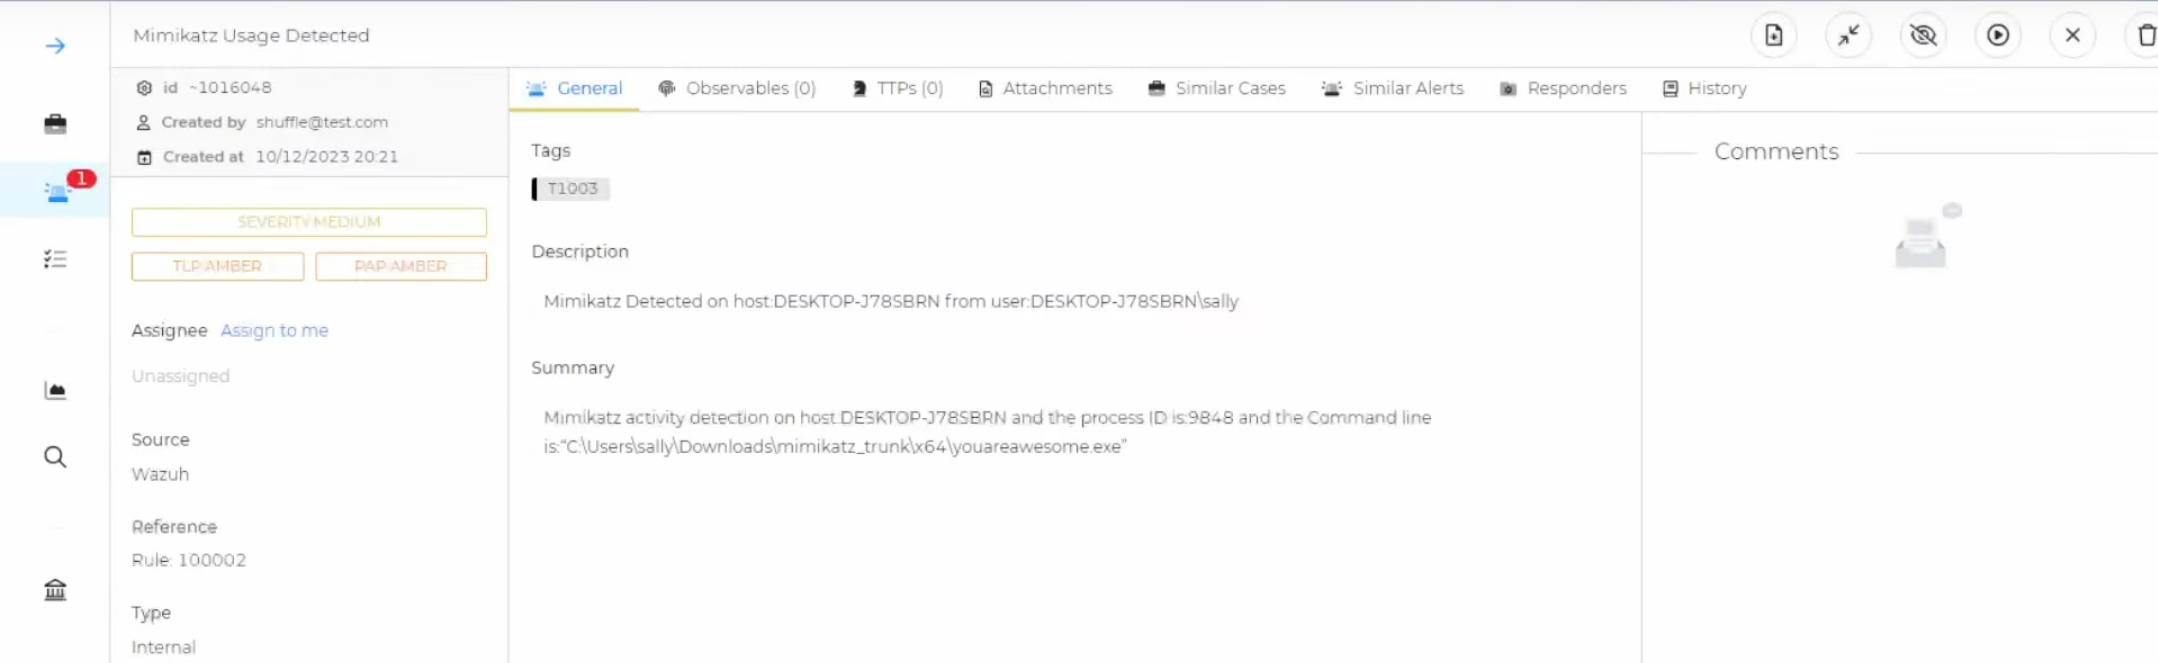 Mimikatz Usage Detected
id ~1016048
Created by shuffle@test.com
Created at 10/12/2023 20:21
1
SEVERITY:MEDIUM
TLP:AMBER PAP:AMBER
Assignee Assign to me
Unassigned
Source
Wazuh
Reference
Rule: 100002
Type
Internal
General Observables (0) TTPs (0) Attachments Similar Cases Similar Alerts Responders History
Tags
T1003
Description
Mimikatz Detected on host:DESKTOP-J78SBRN from user:DESKTOP-J78SBRN\sally
Summary
Mimikatz activity detection on host:DESKTOP-J78SBRN and the process ID is:9848 and the Command line
is:“C:\Users\sally\Downloads\mimikatz_trunk\x64\youareawesome.exe”
Comments